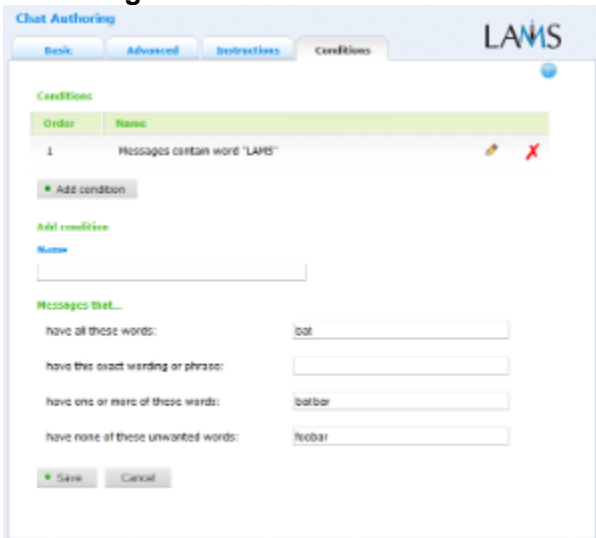 Chat Authoring
LAMS
Basic Advanced Instructions Conditions
Conditions
Order Name
1 Messages contain word "LAMS"
Add condition
Add condition
Name
Messages that...
have all these words: bat
have this exact wording or phrase:
have one or more of these words: batbar
have none of these unwanted words: foobar
Save Cancel